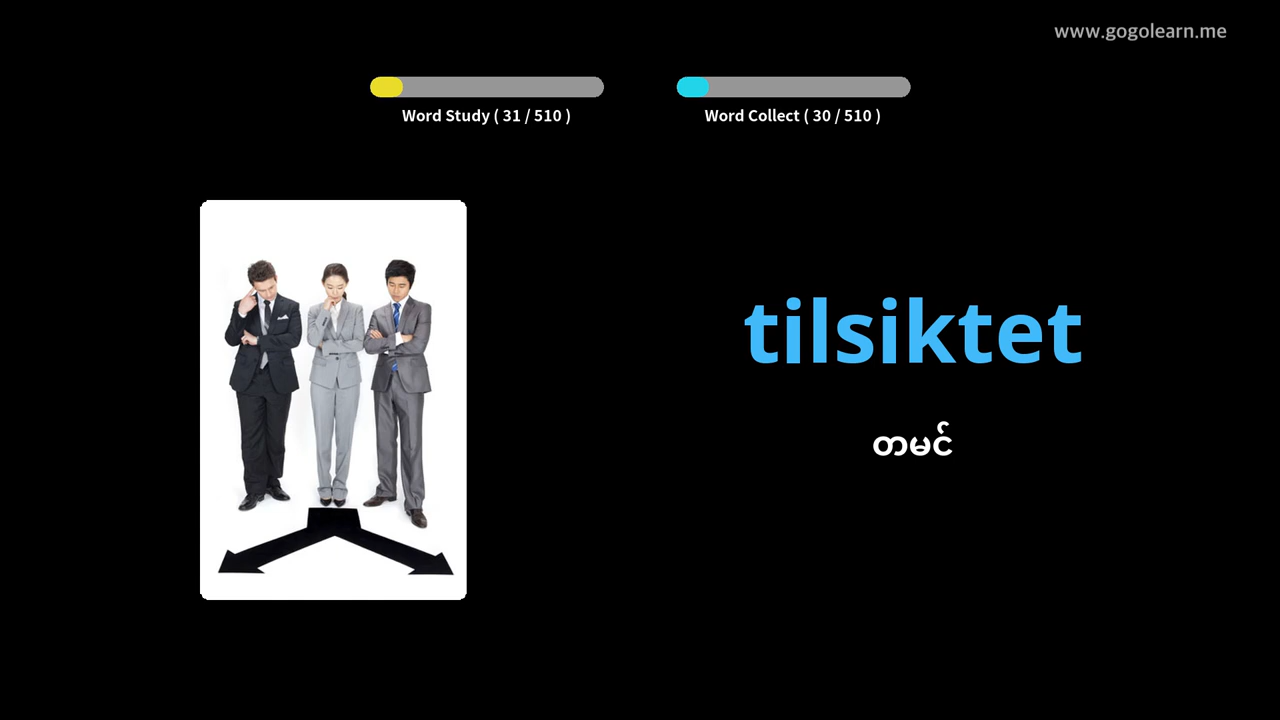 www.gogolearn.me
Word Study ( 31 / 510 )
Word Collect ( 30 / 510 )
tilsiktet
တမင်